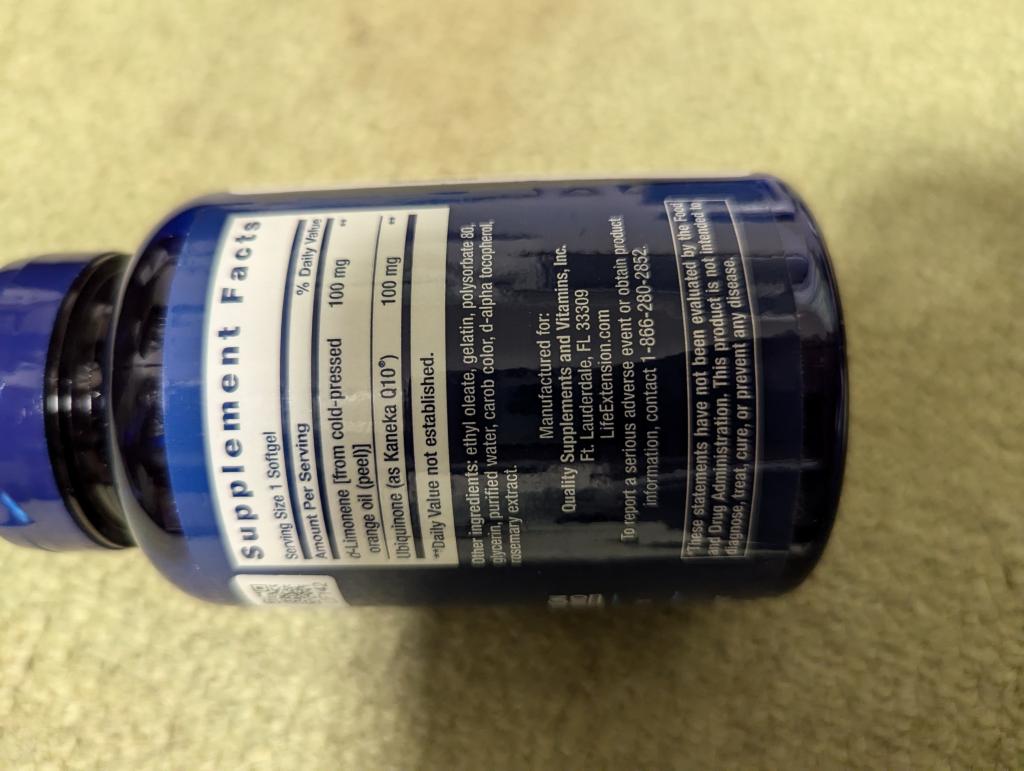 Supplement Facts
Serving Size 1 Softgel
Amount Per Serving % Daily Value
d-Limonene [from cold-pressed 100 mg **
orange oil (peel)]
Ubiquinone (as Kaneka Q10®) 100 mg **
**Daily Value not established.
Other ingredients: ethyl oleate, gelatin, polysorbate 80,
glycerin, purified water, carob color, d-alpha tocopherol,
rosemary extract.
Manufactured for:
Quality Supplements and Vitamins, Inc.
Ft. Lauderdale, FL 33309
LifeExtension.com
To report a serious adverse event or obtain product
information, contact 1-866-280-2852.
These statements have not been evaluated by the Food
and Drug Administration. This product is not intended to
diagnose, treat, cure, or prevent any disease.